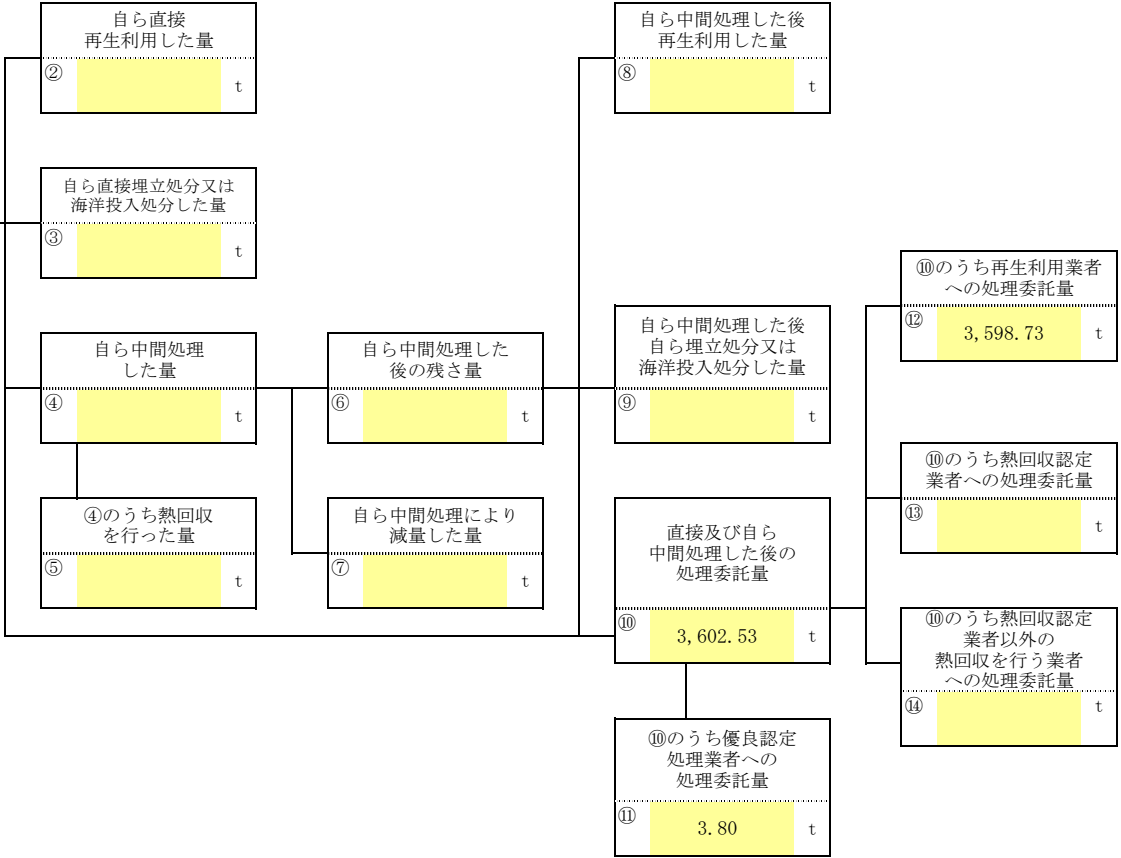 自ら直接
再生利用した量
②
t
自ら中間処理した後
再生利用した量
⑧
t
自ら直接埋立処分又は
海洋投入処分した量
③
t
⑩のうち再生利用業者
への処理委託量
⑫
3,598.73
t
自ら中間処理
した量
④
t
自ら中間処理した
後の残さ量
⑥
t
自ら中間処理した後
自ら埋立処分又は
海洋投入処分した量
⑨
t
⑩のうち熱回収認定
業者への処理委託量
⑬
t
④のうち熱回収
を行った量
⑤
t
自ら中間処理により
減量した量
⑦
t
直接及び自ら
中間処理した後の
処理委託量
⑩
3,602.53
t
⑩のうち熱回収認定
業者以外の
熱回収を行う業者
への処理委託量
⑭
t
⑩のうち優良認定
処理業者への
処理委託量
⑪
3.80
t